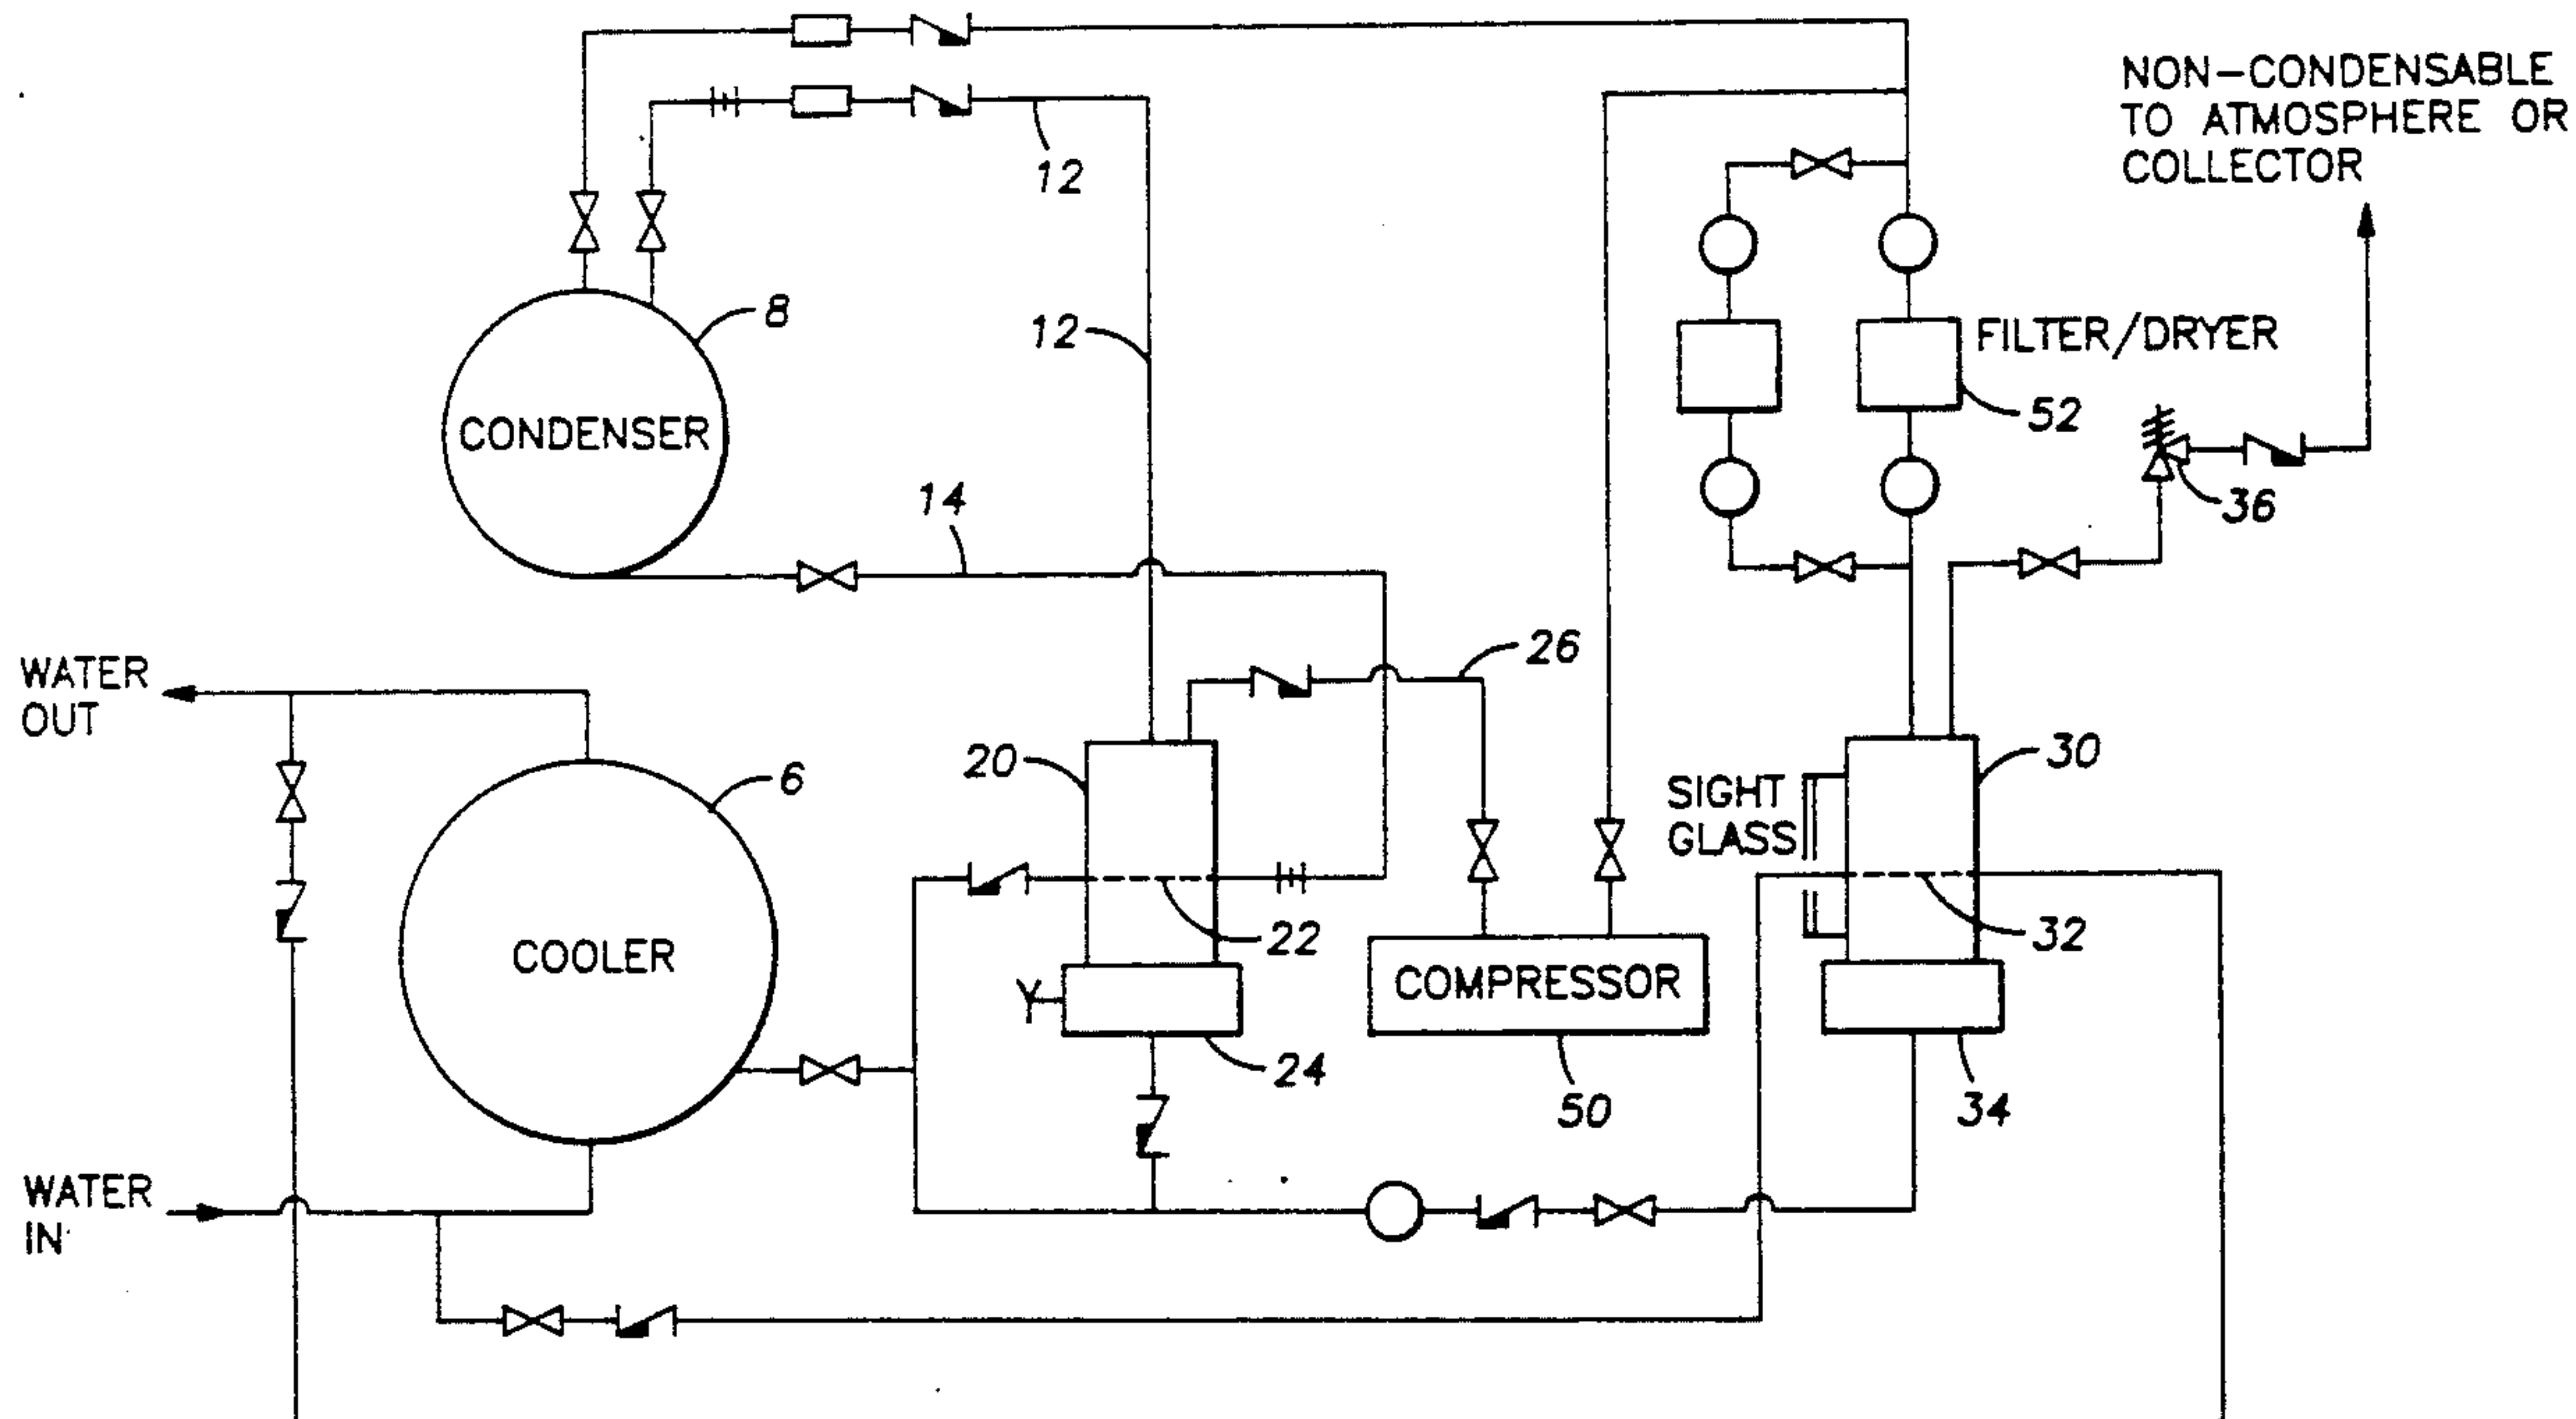 NON-CONDENSABLE
TO ATMOSPHERE OR
COLLECTOR
12
8
12
FILTER/DRYER
52
CONDENSER
36
14
26
WATER
OUT
20
30
6
SIGHT
GLASS
22
32
COOLER
COMPRESSOR
24
50
34
WATER
IN